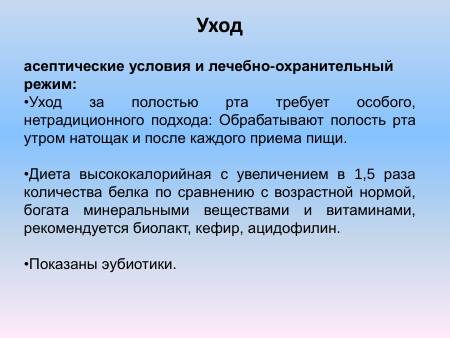 Уход
асептические условия и лечебно-охранительный
режим:
•Уход за полостью рта требует особого,
нетрадиционного подхода: Обрабатывают полость рта
утром натощак и после каждого приема пищи.
•Диета высококалорийная с увеличением в 1,5 раза
количества белка по сравнению с возрастной нормой,
богата минеральными веществами и витаминами,
рекомендуется биолакт, кефир, ацидофилин.
•Показаны эубиотики.